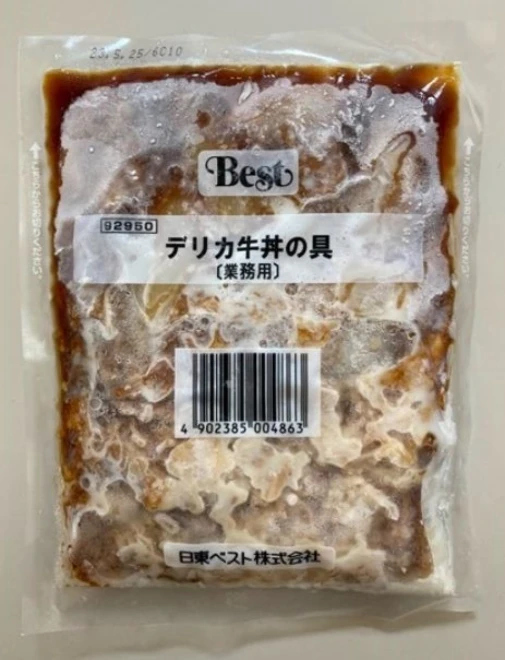 23.5.25/6C10
Best
92950
デリカ牛丼の具
〔業務用〕
4 902385 004863
日東ベスト株式会社